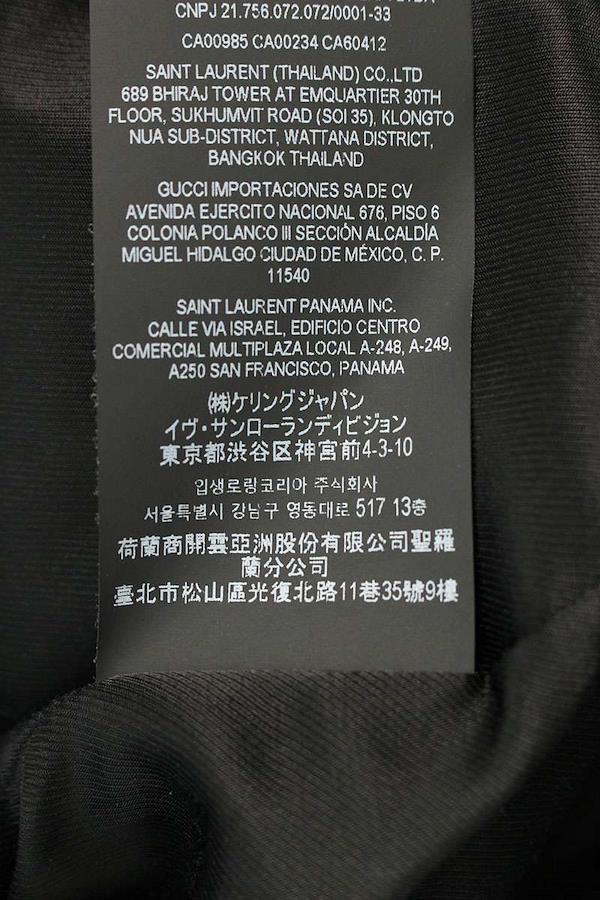 CNPJ 21.756.072.072/0001-33
CA00985 CA00234 CA60412
SAINT LAURENT (THAILAND) CO.,LTD
689 BHIRAJ TOWER AT EMQUARTIER 30TH
FLOOR, SUKHUMVIT ROAD (SOI 35), KLONGTO
NUA SUB-DISTRICT, WATTANA DISTRICT,
BANGKOK THAILAND
GUCCI IMPORTACIONES SA DE CV
AVENIDA EJERCITO NACIONAL 676, PISO 6
COLONIA POLANCO III SECCIÓN ALCALDÍA
MIGUEL HIDALGO CIUDAD DE MÉXICO, C. P.
11540
SAINT LAURENT PANAMA INC.
CALLE VIA ISRAEL, EDIFICIO CENTRO
COMERCIAL MULTIPLAZA LOCAL A-248, A-249,
A250 SAN FRANCISCO, PANAMA
㈱ケリングジャパン
イヴ・サンローランディビジョン
東京都渋谷区神宮前4-3-10
입생로랑코리아 주식회사
서울특별시 강남구 영동대로 517 13층
荷蘭商開雲亞洲股份有限公司聖羅
蘭分公司
臺北市松山區光復北路11巷35號9樓